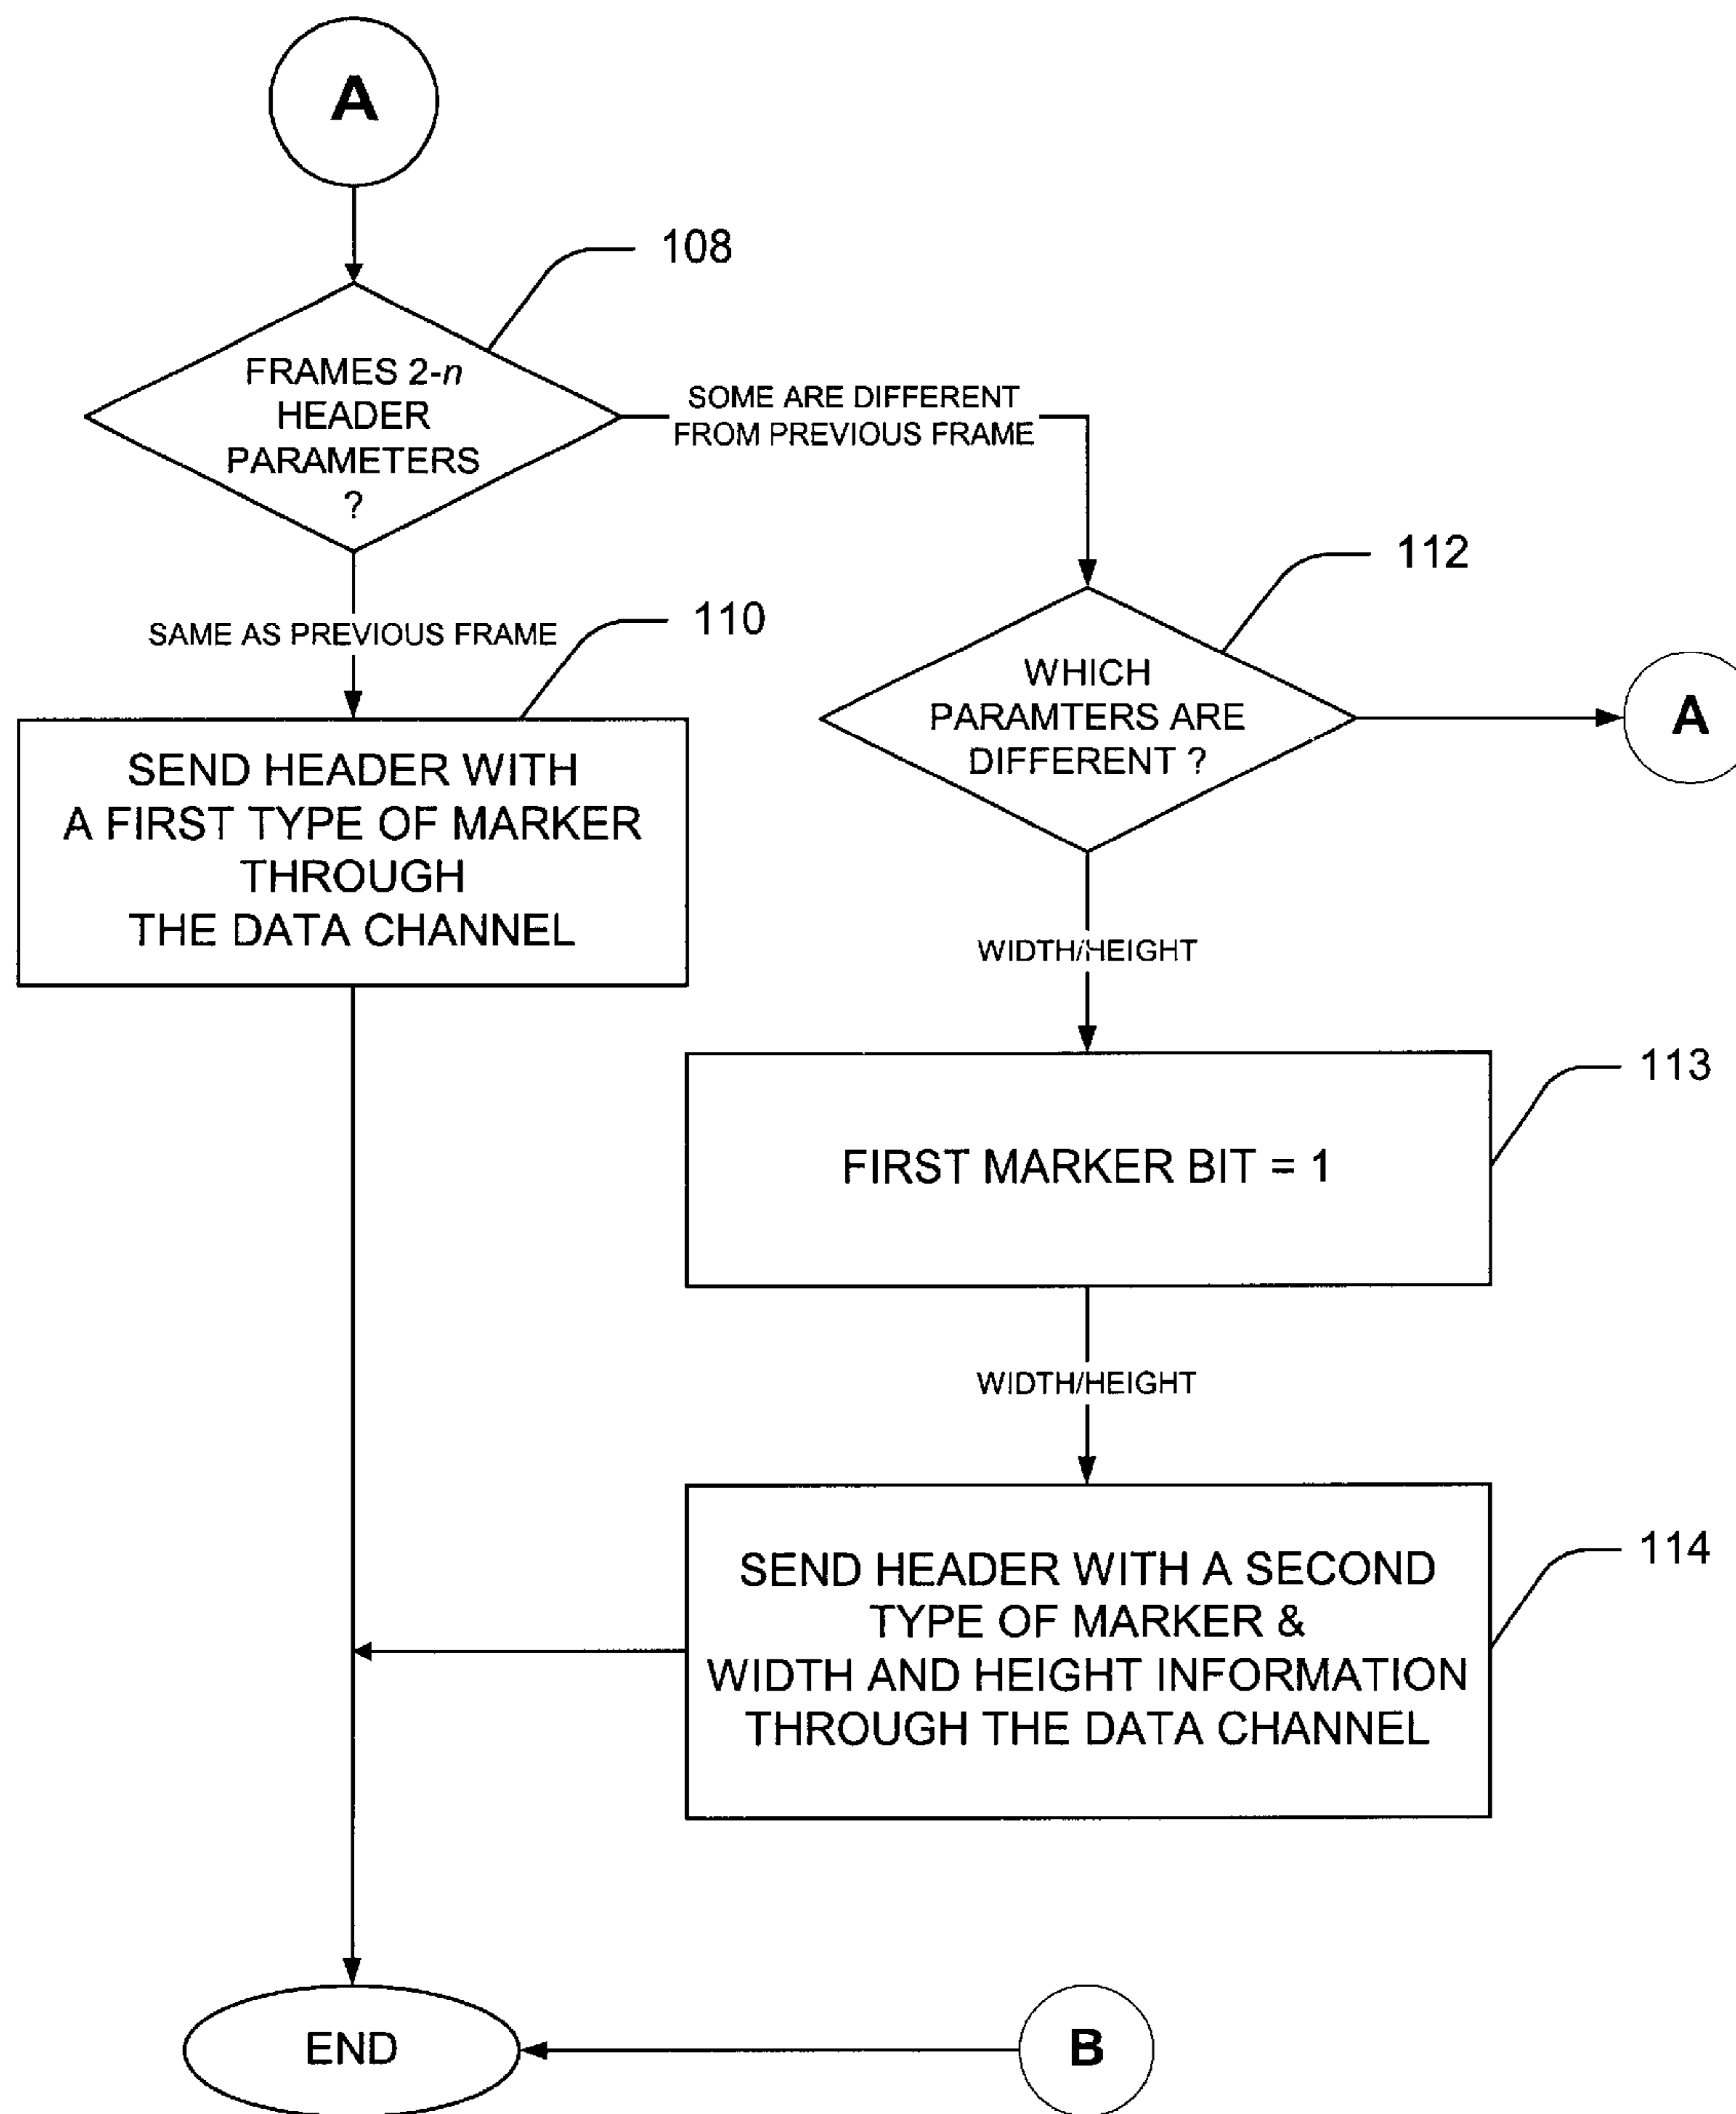 A
108
FRAMES 2-n
HEADER
PARAMETERS
?
SOME ARE DIFFERENT
FROM PREVIOUS FRAME
SAME AS PREVIOUS FRAME
110
112
WHICH
PARAMTERS ARE
DIFFERENT ?
A
SEND HEADER WITH
A FIRST TYPE OF MARKER
THROUGH
THE DATA CHANNEL
WIDTH/HEIGHT
113
FIRST MARKER BIT = 1
WIDTH/HEIGHT
114
SEND HEADER WITH A SECOND
TYPE OF MARKER &
WIDTH AND HEIGHT INFORMATION
THROUGH THE DATA CHANNEL
END
B